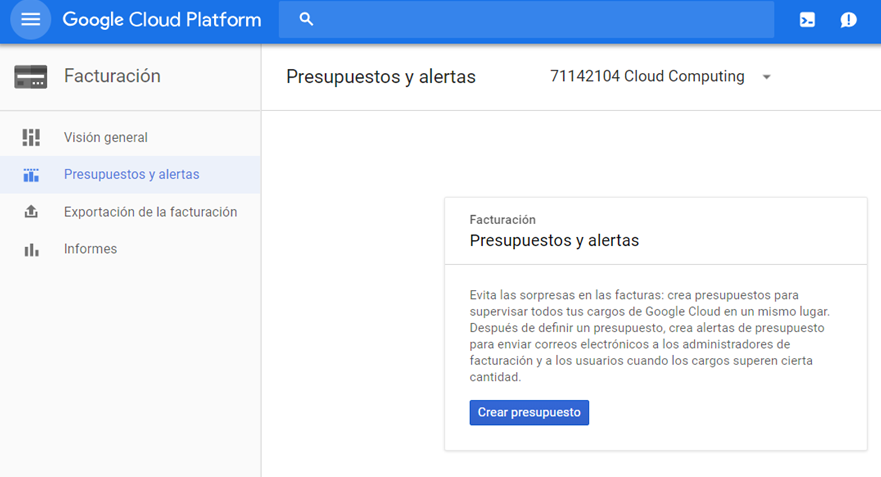 Google Cloud Platform
Facturación
Presupuestos y alertas
71142104 Cloud Computing
Visión general
Presupuestos y alertas
Exportación de la facturación
Informes
Facturación
Presupuestos y alertas
Evita las sorpresas en las facturas: crea presupuestos para
supervisar todos tus cargos de Google Cloud en un mismo lugar.
Después de definir un presupuesto, crea alertas de presupuesto
para enviar correos electrónicos a los administradores de
facturación y a los usuarios cuando los cargos superen cierta
cantidad.
Crear presupuesto